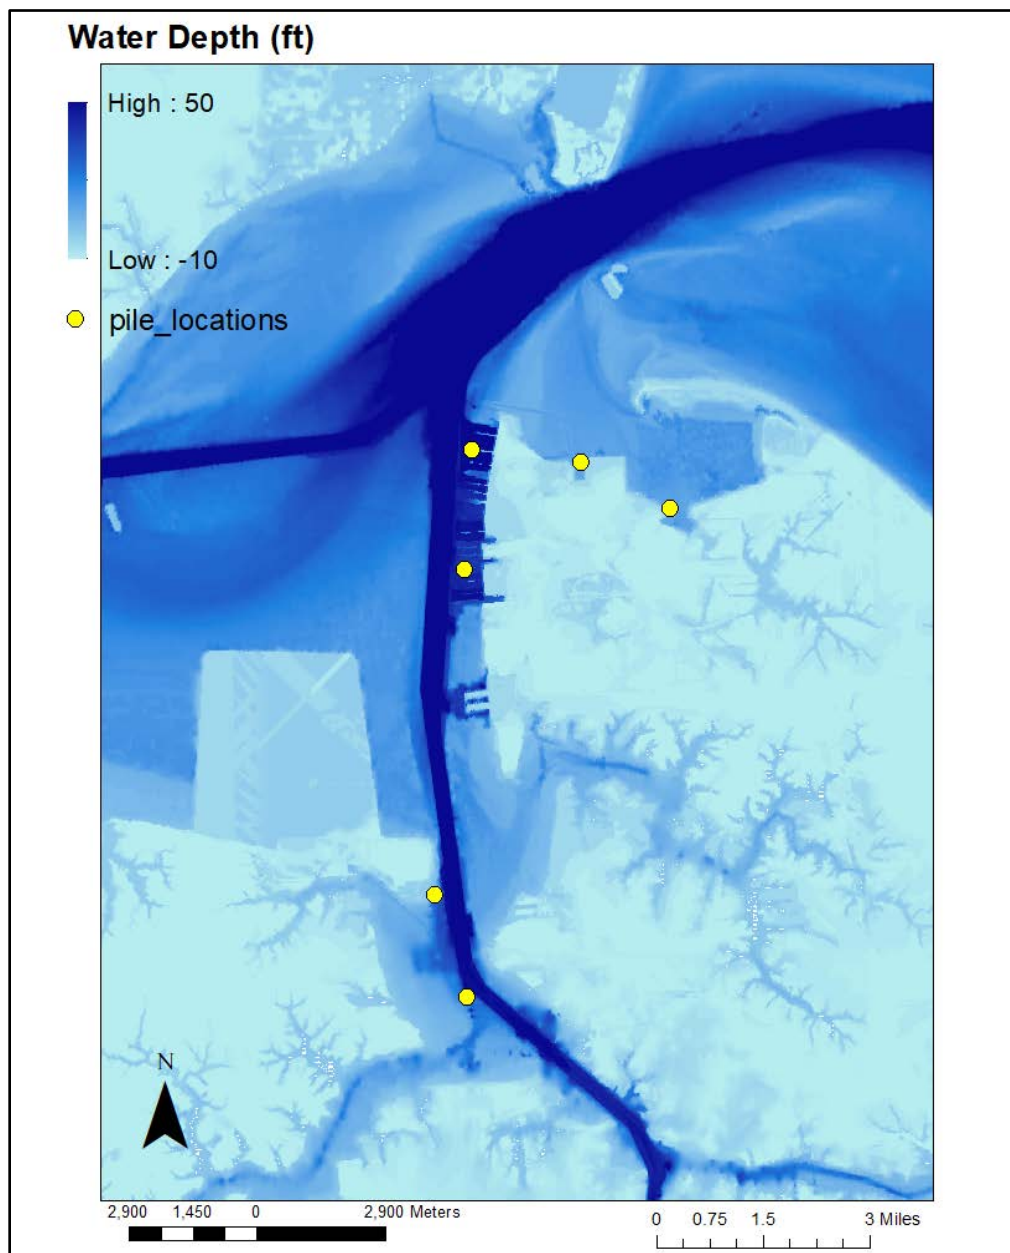 Water Depth (ft)
High : 50
Low : -10
pile_locations
N
2,900 1,450 0 2,900 Meters
0 0.75 1.5 3 Miles